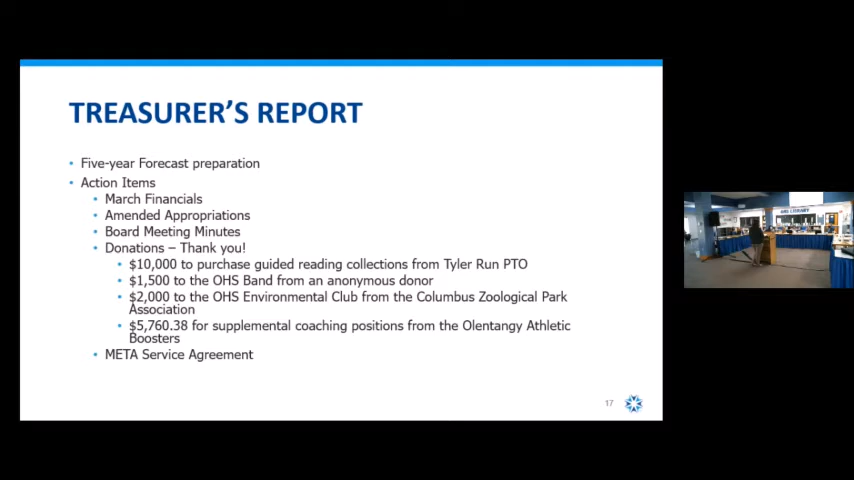 TREASURER'S REPORT
• Five-year Forecast preparation
• Action Items
• March Financials
• Amended Appropriations
• Board Meeting Minutes
• Donations – Thank you!
• $10,000 to purchase guided reading collections from Tyler Run PTO
• $1,500 to the OHS Band from an anonymous donor
• $2,000 to the OHS Environmental Club from the Columbus Zoological Park
Association
• $5,760.38 for supplemental coaching positions from the Olentangy Athletic
Boosters
• META Service Agreement
17
LIBRARY